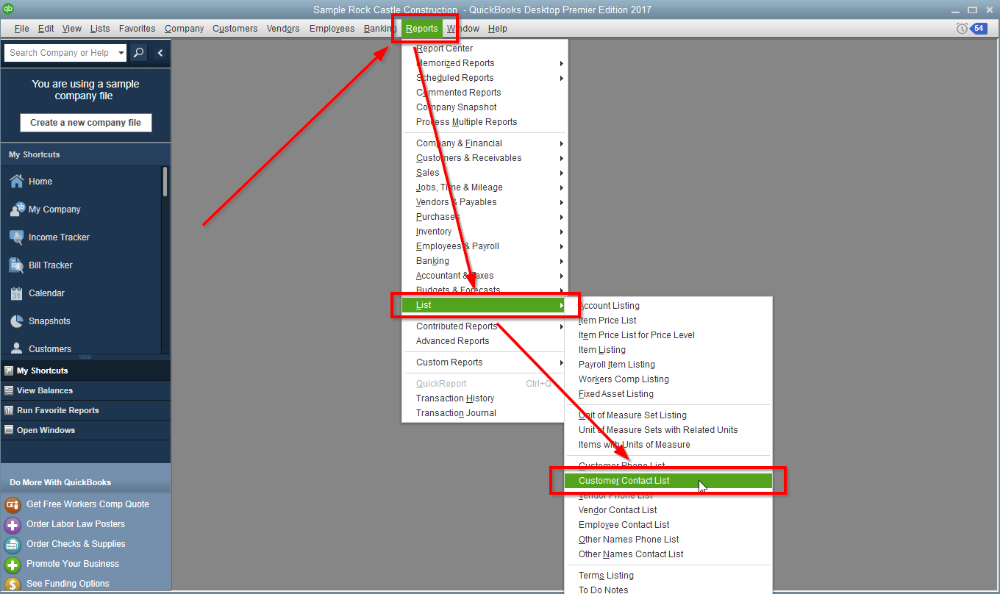 qb
Sample Rock Castle Construction - QuickBooks Desktop Premier Edition 2017
File Edit View Lists Favorites Company Customers Vendors Employees Banking Reports Window Help
54
Search Company or Help
You are using a sample
company file
Create a new company file
My Shortcuts
Home
My Company
Income Tracker
Bill Tracker
31
Calendar
Snapshots
Customers
My Shortcuts
View Balances
Run Favorite Reports
Open Windows
Do More With QuickBooks
Get Free Workers Comp Quote
Order Labor Law Posters
Order Checks & Supplies
Promote Your Business
$
See Funding Options
Report Center
Memorized Reports
Scheduled Reports
Commented Reports
Company Snapshot
Process Multiple Reports
Company & Financial
Customers & Receivables
Sales
Jobs, Time & Mileage
Vendors & Payables
Purchases
Inventory
Employees & Payroll
Banking
Accountant & Taxes
Budgets & Forecasts
List
Contributed Reports
Advanced Reports
Custom Reports
QuickReport Ctrl+Q
Transaction History
Transaction Journal
Account Listing
Item Price List
Item Price List for Price Level
Item Listing
Payroll Item Listing
Workers Comp Listing
Fixed Asset Listing
Unit of Measure Set Listing
Unit of Measure Sets with Related Units
Items with Units of Measure
Customer Phone List
Customer Contact List
Vendor Phone List
Vendor Contact List
Employee Contact List
Other Names Phone List
Other Names Contact List
Terms Listing
To Do Notes